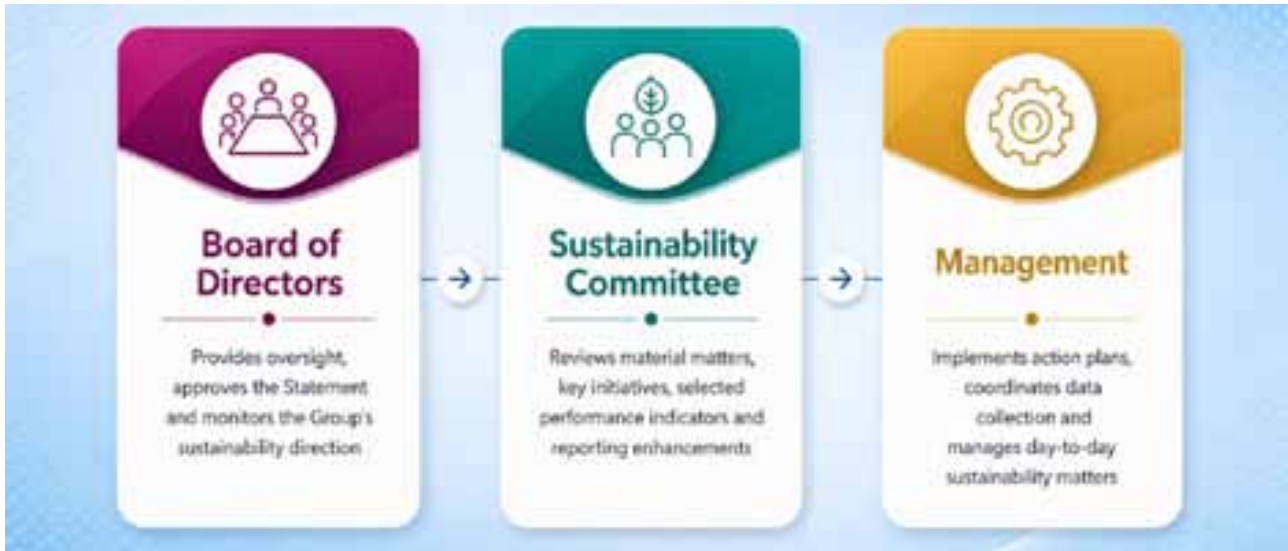 Board of
Directors
Provides oversight,
approves the Statement
and monitors the Group's
sustainability direction
Sustainability
Committee
Reviews material matters,
key initiatives, selected
performance indicators and
reporting enhancements
Management
Implements action plans,
coordinates data
collection and
manages day-to-day
sustainability matters